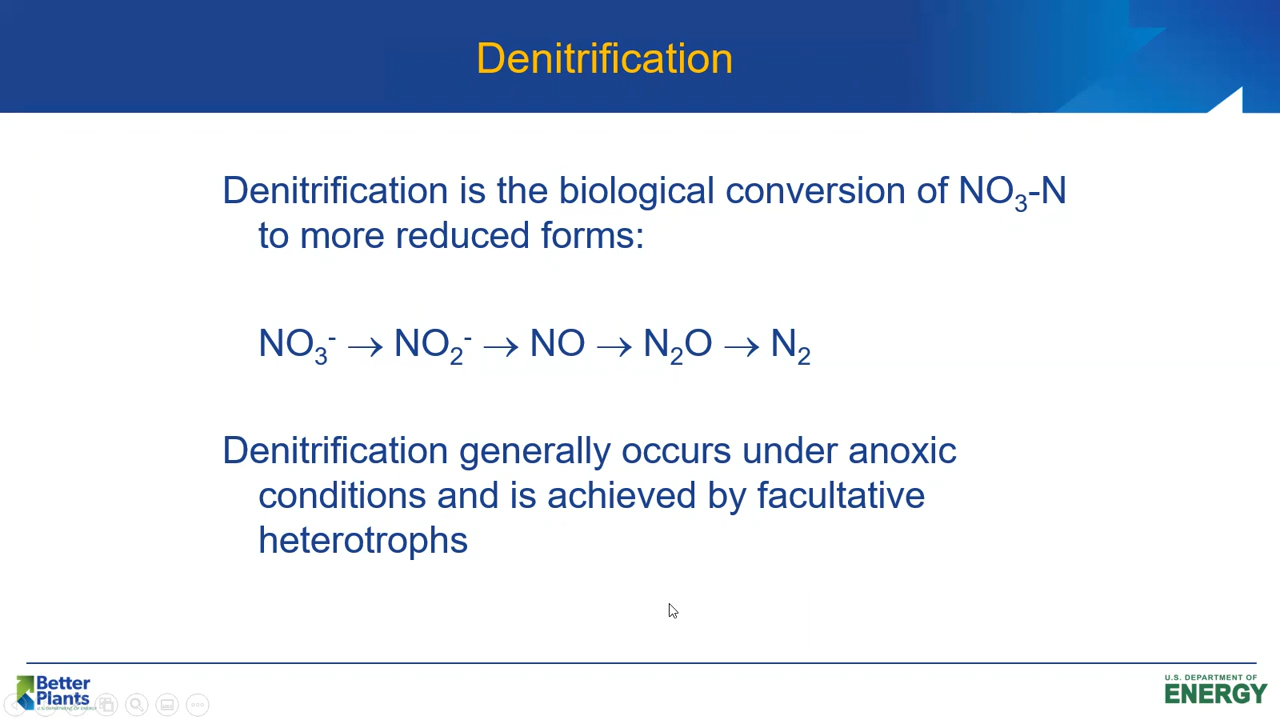 Denitrification
Denitrification is the biological conversion of NO₃-N
to more reduced forms:
NO₃⁻ → NO₂⁻ → NO → N₂O → N₂
Denitrification generally occurs under anoxic
conditions and is achieved by facultative
heterotrophs
Better
Plants
U.S. DEPARTMENT OF
ENERGY